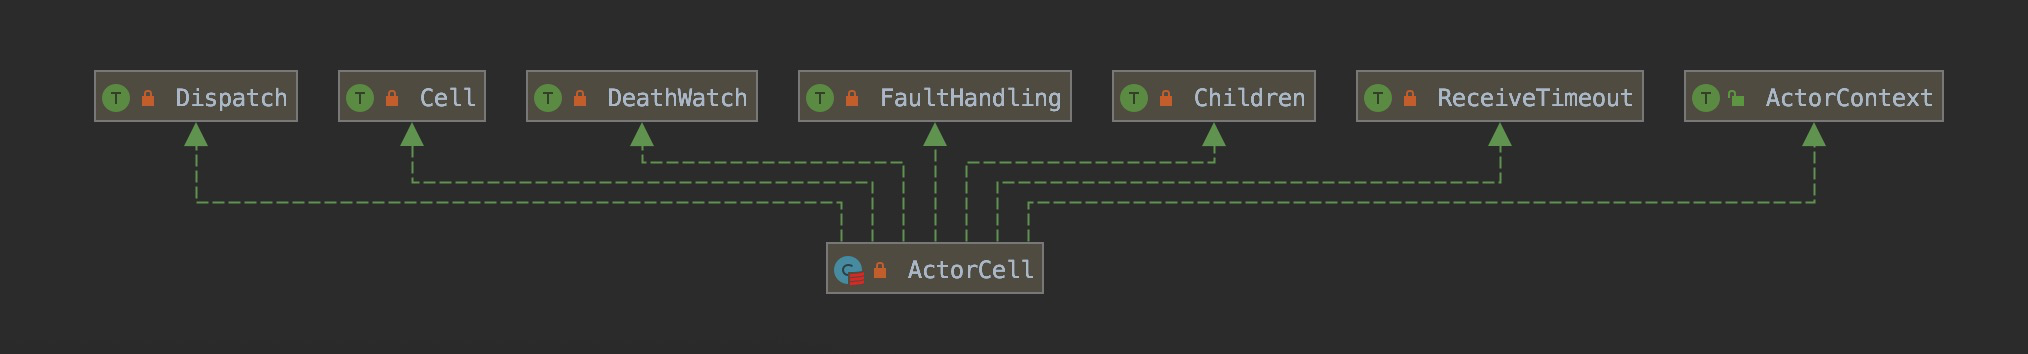 T Dispatch
T Cell
T DeathWatch
T FaultHandling
T Children
T ReceiveTimeout
T ActorContext
C ActorCell